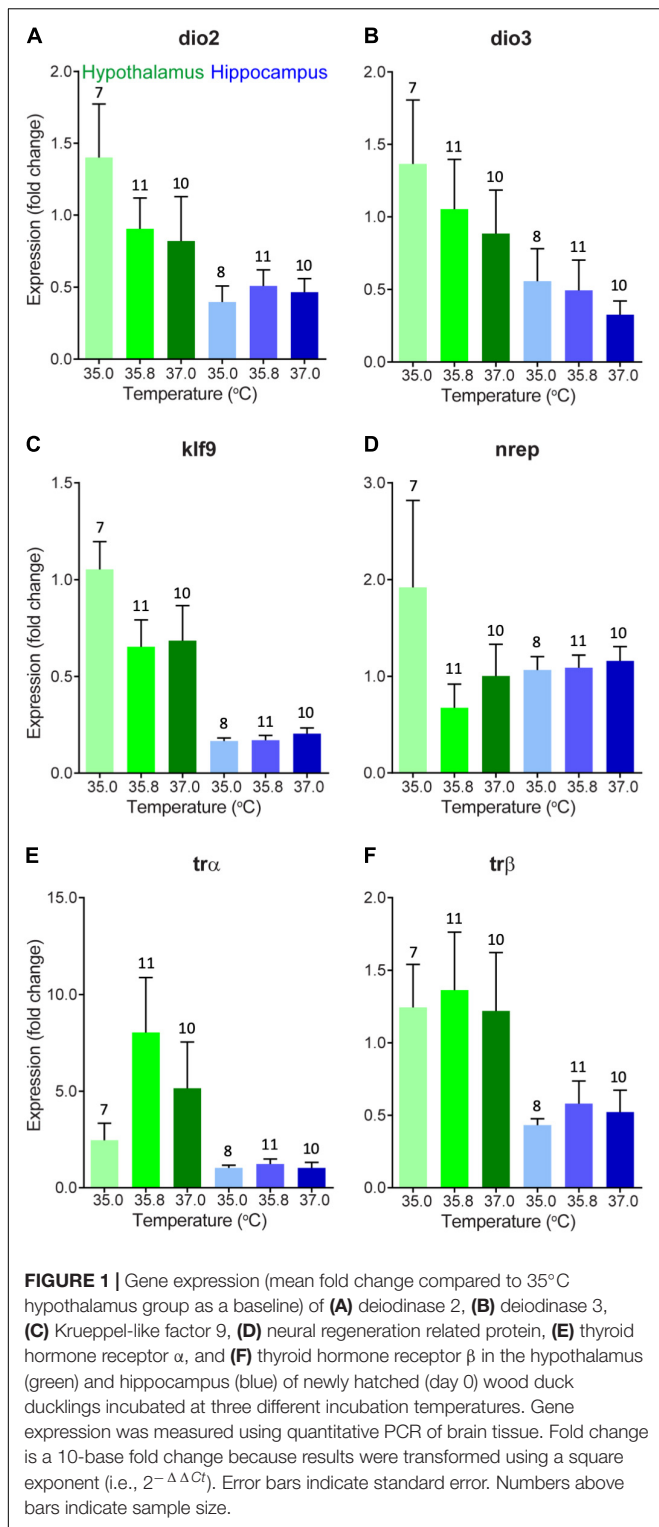 A
dio2
Hypothalamus Hippocampus
Expression (fold change)
2.0
1.5
1.0
0.5
0.0
7
11
10
8
11
10
35.0 35.8 37.0 35.0 35.8 37.0
Temperature (°C)
B
dio3
2.0
1.5
1.0
0.5
0.0
7
11
10
8
11
10
35.0 35.8 37.0 35.0 35.8 37.0
Temperature (°C)
C
klf9
Expression (fold change)
1.5
1.0
0.5
0.0
7
11
10
8
11
10
35.0 35.8 37.0 35.0 35.8 37.0
Temperature (°C)
D
nrep
3.0
2.0
1.0
0.0
7
11
10
8
11
10
35.0 35.8 37.0 35.0 35.8 37.0
Temperature (°C)
E
trα
Expression (fold change)
15.0
10.0
5.0
0.0
7
11
10
8
11
10
35.0 35.8 37.0 35.0 35.8 37.0
Temperature (°C)
F
trβ
2.0
1.5
1.0
0.5
0.0
7
11
10
8
11
10
35.0 35.8 37.0 35.0 35.8 37.0
Temperature (°C)
FIGURE 1 | Gene expression (mean fold change compared to 35°C
hypothalamus group as a baseline) of (A) deiodinase 2, (B) deiodinase 3,
(C) Krueppel-like factor 9, (D) neural regeneration related protein, (E) thyroid
hormone receptor α, and (F) thyroid hormone receptor β in the hypothalamus
(green) and hippocampus (blue) of newly hatched (day 0) wood duck
ducklings incubated at three different incubation temperatures. Gene
expression was measured using quantitative PCR of brain tissue. Fold change
is a 10-base fold change because results were transformed using a square
exponent (i.e., 2^−ΔΔCt). Error bars indicate standard error. Numbers above
bars indicate sample size.